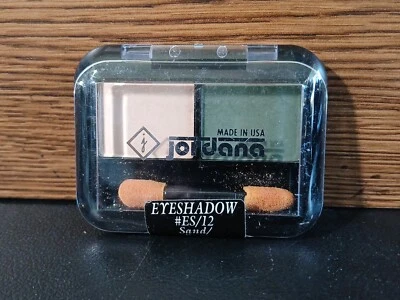 MADE IN USA
j jordana
EYESHADOW
#ES/12
Sand/